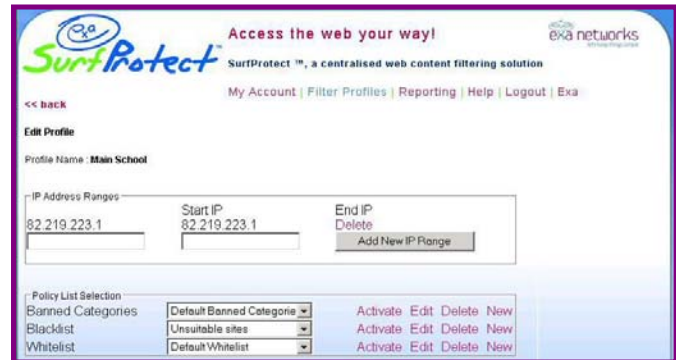 Access the web your way!
exa networks
SurfProtect ™, a centralised web content filtering solution
My Account | Filter Profiles | Reporting | Help | Logout | Exa
<< back
Edit Profile
Profile Name : Main School
IP Address Ranges
Start IP End IP
82.219.223.1 82.219.223.1 Delete
Add New IP Range
Policy List Selection
Banned Categories Default Banned Categorie Activate Edit Delete New
Blacklist Unsuitable sites Activate Edit Delete New
Whitelist Default Whitelist Activate Edit Delete New